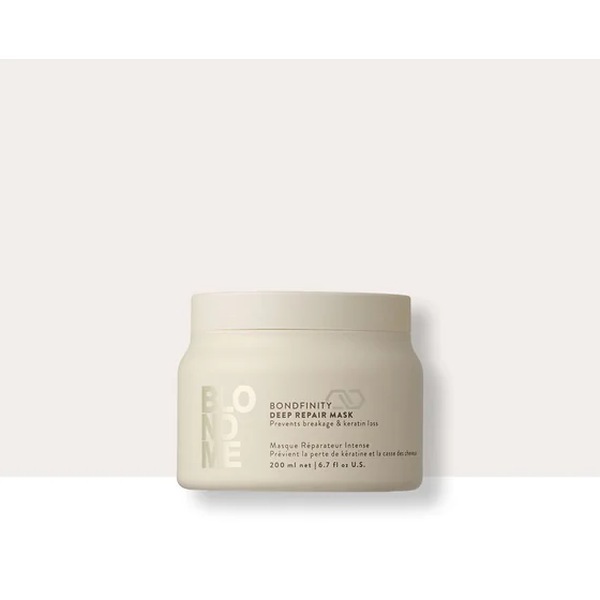 BLO
ND
ME
BONDFINITY
DEEP REPAIR MASK
Prevents breakage & keratin loss
Masque Réparateur Intense
Prévient la perte de kératine et la casse des cheveux
200 ml net | 6.7 fl oz U.S.